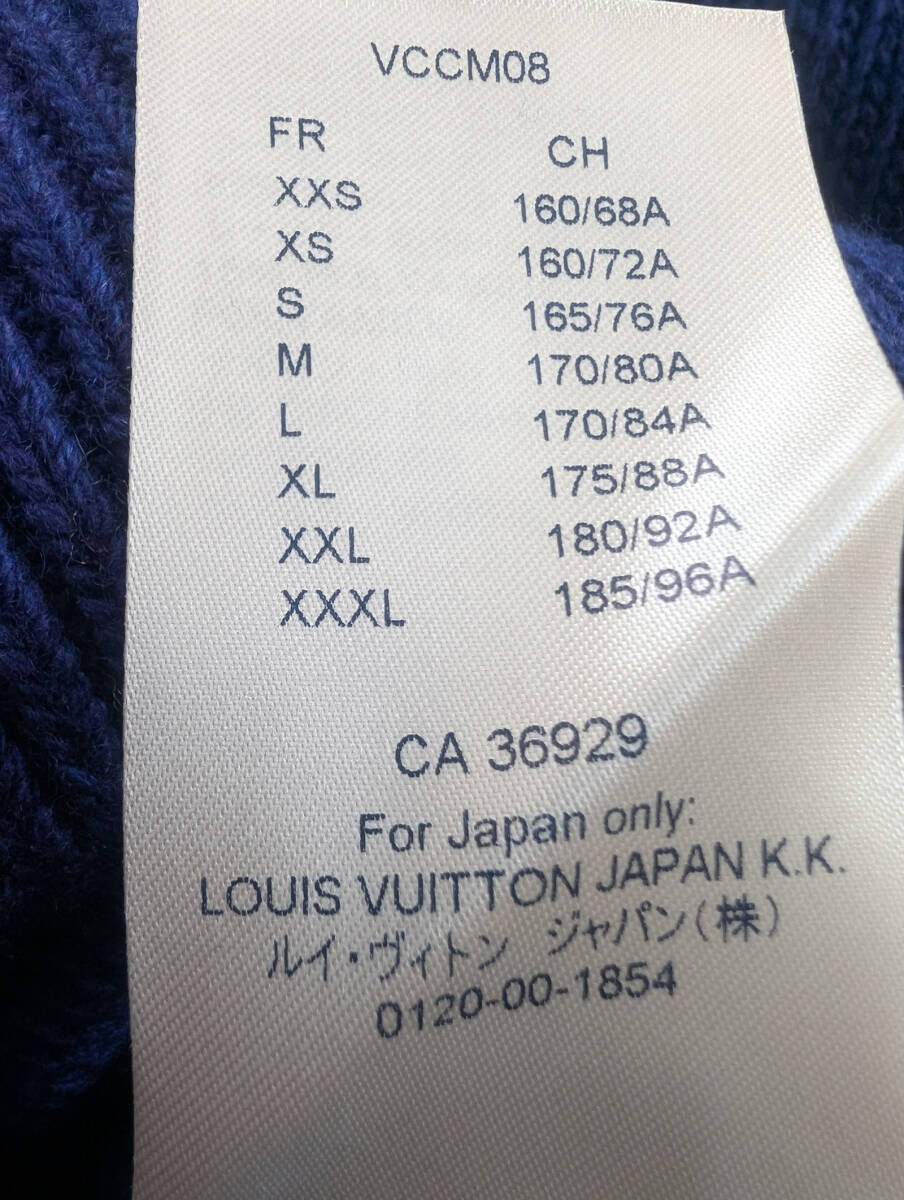 VCCM08
FR CH
XXS 160/68A
XS 160/72A
S 165/76A
M 170/80A
L 170/84A
XL 175/88A
XXL 180/92A
XXXL 185/96A
CA 36929
For Japan only:
LOUIS VUITTON JAPAN K.K.
ルイ・ヴィトン ジャパン(株)
0120-00-1854